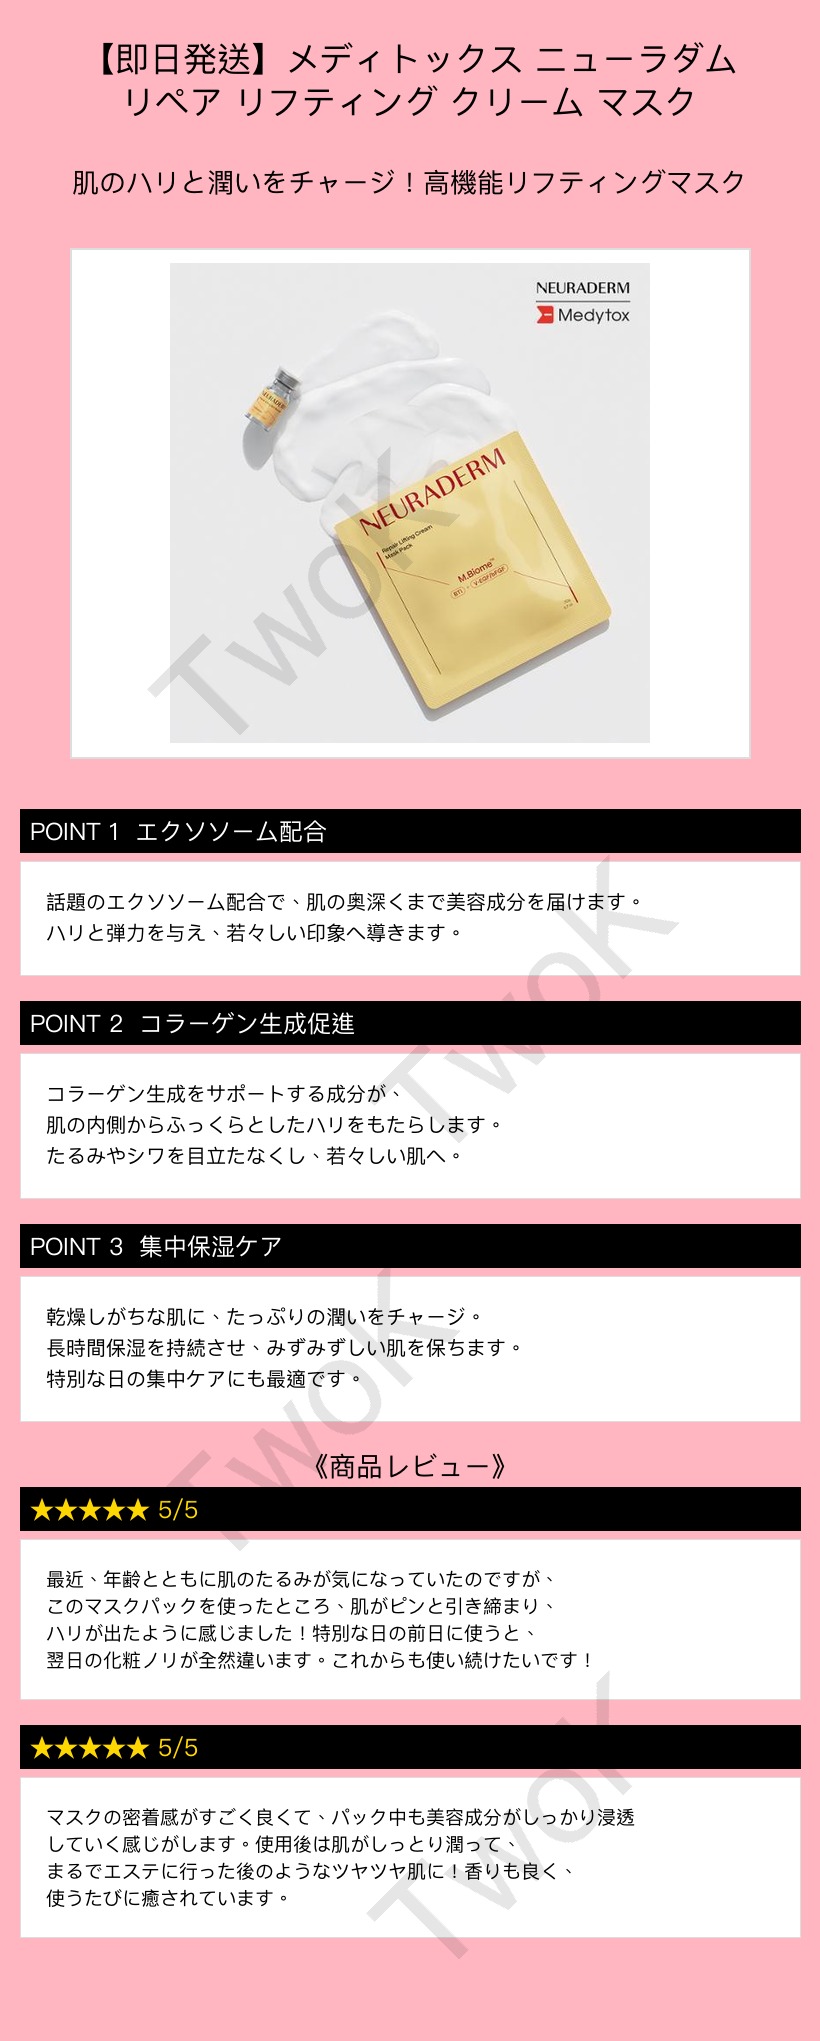 【即日発送】メディトックス ニューラダム
リペア リフティング クリーム マスク
肌のハリと潤いをチャージ！高機能リフティングマスク
NEURADERM
Medytox
NEURADERM
NEURADERM
Repair Lifting Cream
Mask Pack
M.Biome™
BTI + V-EGF/bFGF
TwoK
POINT 1 エクソソーム配合
話題のエクソソーム配合で、肌の奥深くまで美容成分を届けます。
ハリと弾力を与え、若々しい印象へ導きます。
TwoK
POINT 2 コラーゲン生成促進
コラーゲン生成をサポートする成分が、
肌の内側からふっくらとしたハリをもたらします。
たるみやシワを目立たなくし、若々しい肌へ。
POINT 3 集中保湿ケア
乾燥しがちな肌に、たっぷりの潤いをチャージ。
長時間保湿を持続させ、みずみずしい肌を保ちます。
特別な日の集中ケアにも最適です。
TwoK
《商品レビュー》
★★★★★ 5/5
最近、年齢とともに肌のたるみが気になっていたのですが、
このマスクパックを使ったところ、肌がピンと引き締まり、
ハリが出たように感じました！特別な日の前日に使うと、
翌日の化粧ノリが全然違います。これからも使い続けたいです！
★★★★★ 5/5
マスクの密着感がすごく良くて、パック中も美容成分がしっかり浸透
していく感じがします。使用後は肌がしっとり潤って、
まるでエステに行った後のようなツヤツヤ肌に！香りも良く、
使うたびに癒されています。
TwoK